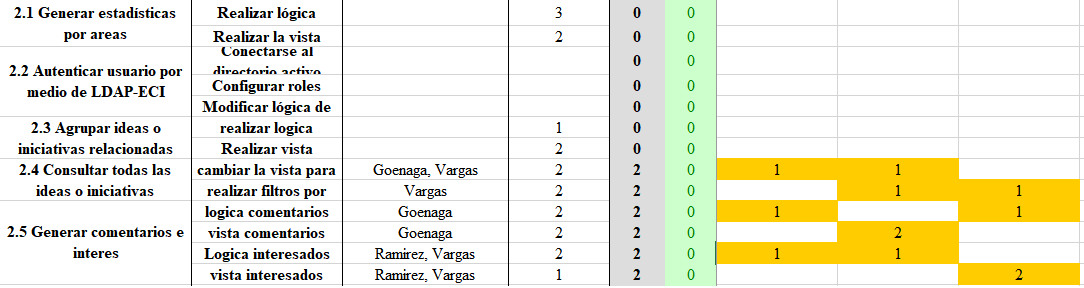 2.1 Generar estadísticas por areas
Realizar lógica 3 0 0
Realizar la vista 2 0 0
2.2 Autenticar usuario por medio de LDAP-ECI
Conectarse al directorio activo 0 0
Configurar roles 0 0
Modificar lógica de 0 0
2.3 Agrupar ideas o iniciativas relacionadas
realizar logica 1 0 0
Realizar vista 2 0 0
2.4 Consultar todas las ideas o iniciativas
cambiar la vista para Goenaga, Vargas 2 2 0 1 1
realizar filtros por Vargas 2 2 0 1 1
2.5 Generar comentarios e interes
logica comentarios Goenaga 2 2 0 1 1
vista comentarios Goenaga 2 2 0 2
Logica interesados Ramirez, Vargas 2 2 0 1 1
vista interesados Ramirez, Vargas 1 2 0 2